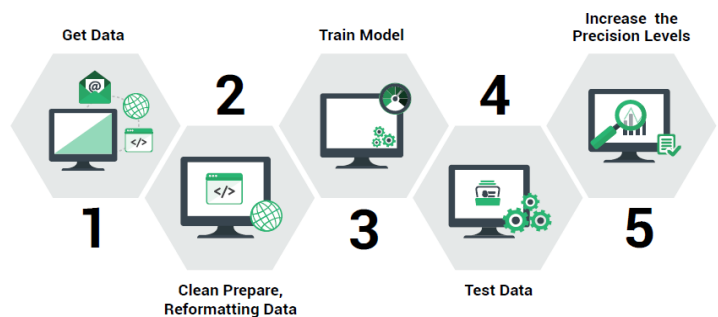 Get Data
1
2
Clean Prepare,
Reformatting Data
Train Model
3
4
Test Data
Increase the
Precision Levels
5
@
</>
</>